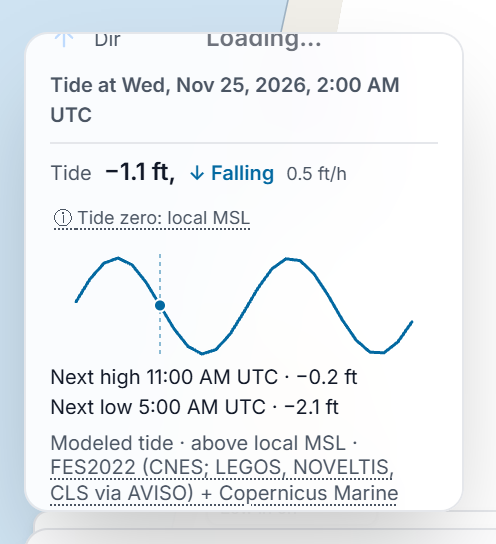 Dir Loading...
Tide at Wed, Nov 25, 2026, 2:00 AM
UTC
Tide −1.1 ft, ↓ Falling 0.5 ft/h
ⓘ Tide zero: local MSL
Next high 11:00 AM UTC · −0.2 ft
Next low 5:00 AM UTC · −2.1 ft
Modeled tide · above local MSL ·
FES2022 (CNES; LEGOS, NOVELTIS,
CLS via AVISO) + Copernicus Marine